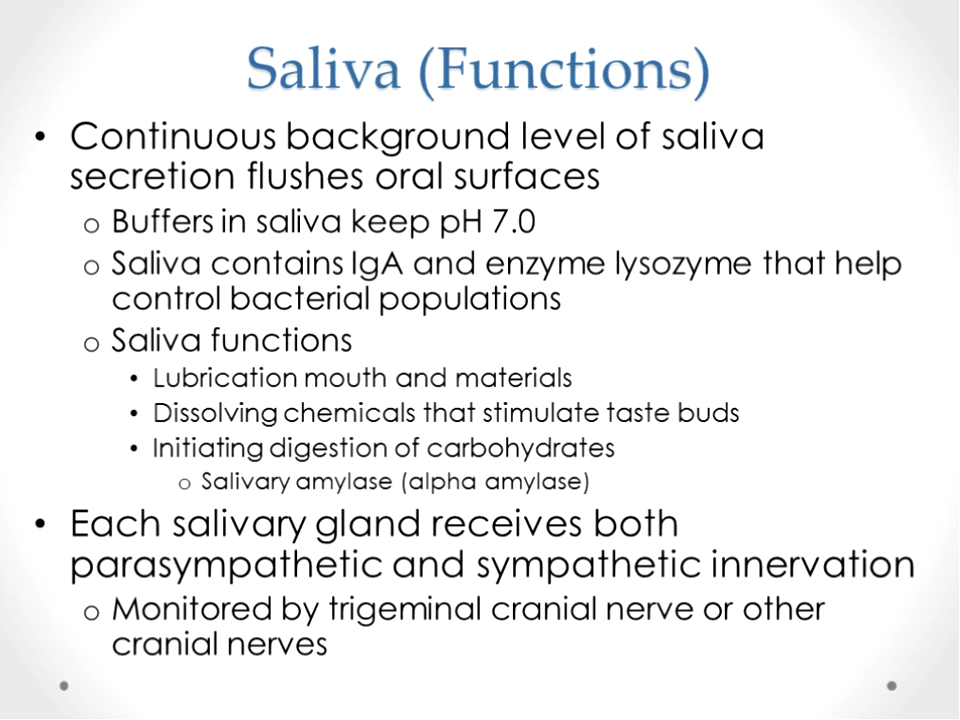 Saliva (Functions)
• Continuous background level of saliva
secretion flushes oral surfaces
o Buffers in saliva keep pH 7.0
o Saliva contains IgA and enzyme lysozyme that help
control bacterial populations
o Saliva functions
• Lubrication mouth and materials
• Dissolving chemicals that stimulate taste buds
• Initiating digestion of carbohydrates
o Salivary amylase (alpha amylase)
• Each salivary gland receives both
parasympathetic and sympathetic innervation
o Monitored by trigeminal cranial nerve or other
cranial nerves